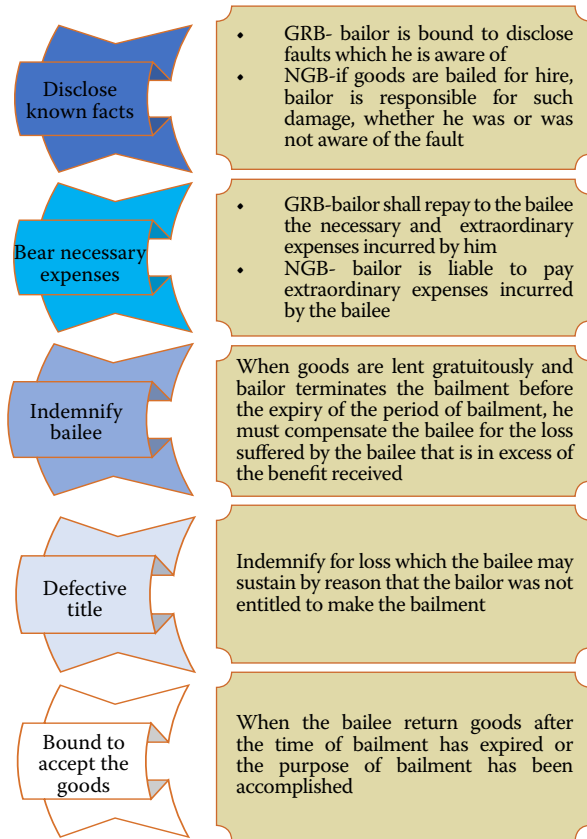 Disclose
known facts
• GRB- bailor is bound to disclose
faults which he is aware of
• NGB-if goods are bailed for hire,
bailor is responsible for such
damage, whether he was or was
not aware of the fault
Bear necessary
expenses
• GRB-bailor shall repay to the bailee
the necessary and extraordinary
expenses incurred by him
• NGB- bailor is liable to pay
extraordinary expenses incurred
by the bailee
Indemnify
bailee
When goods are lent gratuitously and
bailor terminates the bailment before
the expiry of the period of bailment, he
must compensate the bailee for the loss
suffered by the bailee that is in excess of
of the benefit received
Defective
title
Indemnify for loss which the bailee may
sustain by reason that the bailor was not
entitled to make the bailment
Bound to
accept the
goods
When the bailee return goods after
the time of bailment has expired or
the purpose of bailment has been
accomplished